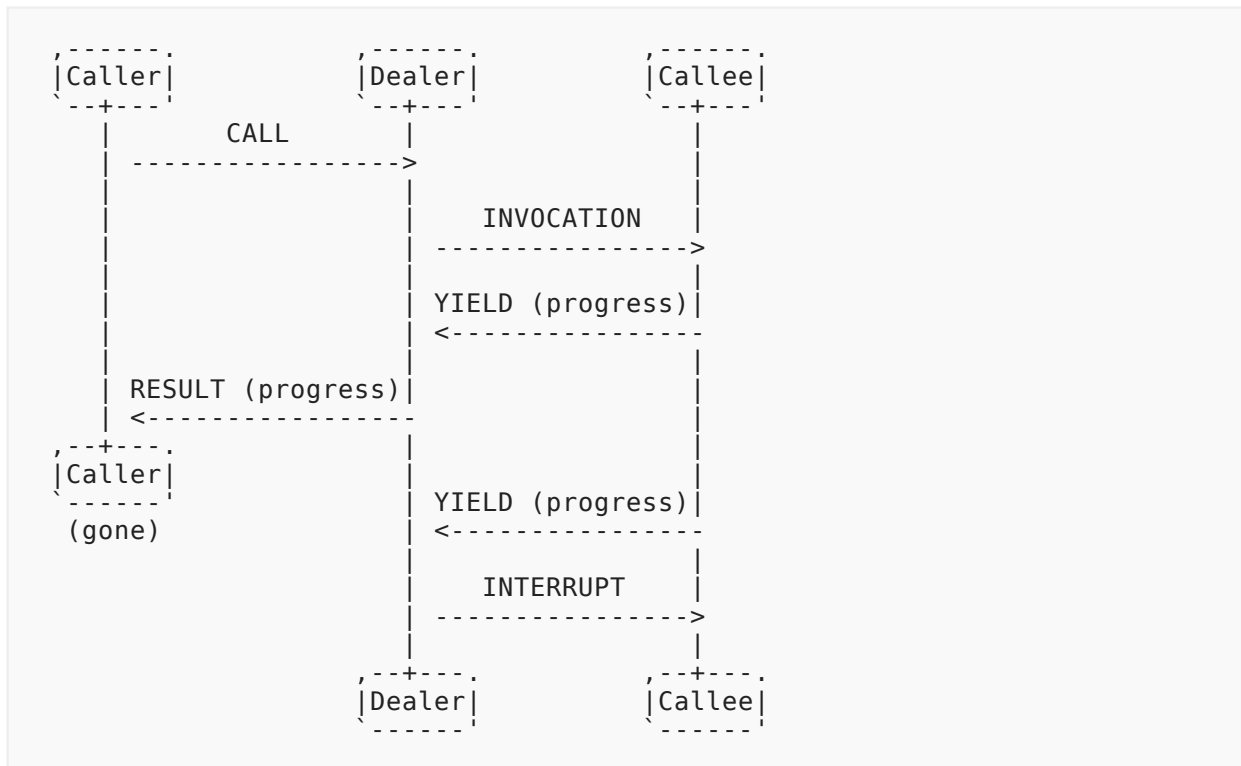 ,------.          ,------.          ,------.
|Caller|          |Dealer|          |Callee|
`--+---'          `--+---'          `--+---'
CALL
----------------->
INVOCATION
---------------->
YIELD (progress)
<----------------
RESULT (progress)
<-----------------
,--+---.
|Caller|
`------'
YIELD (progress)
(gone) <----------------
INTERRUPT
---------------->
,--+---.          ,--+---.
|Dealer|          |Callee|
`------'          `------'